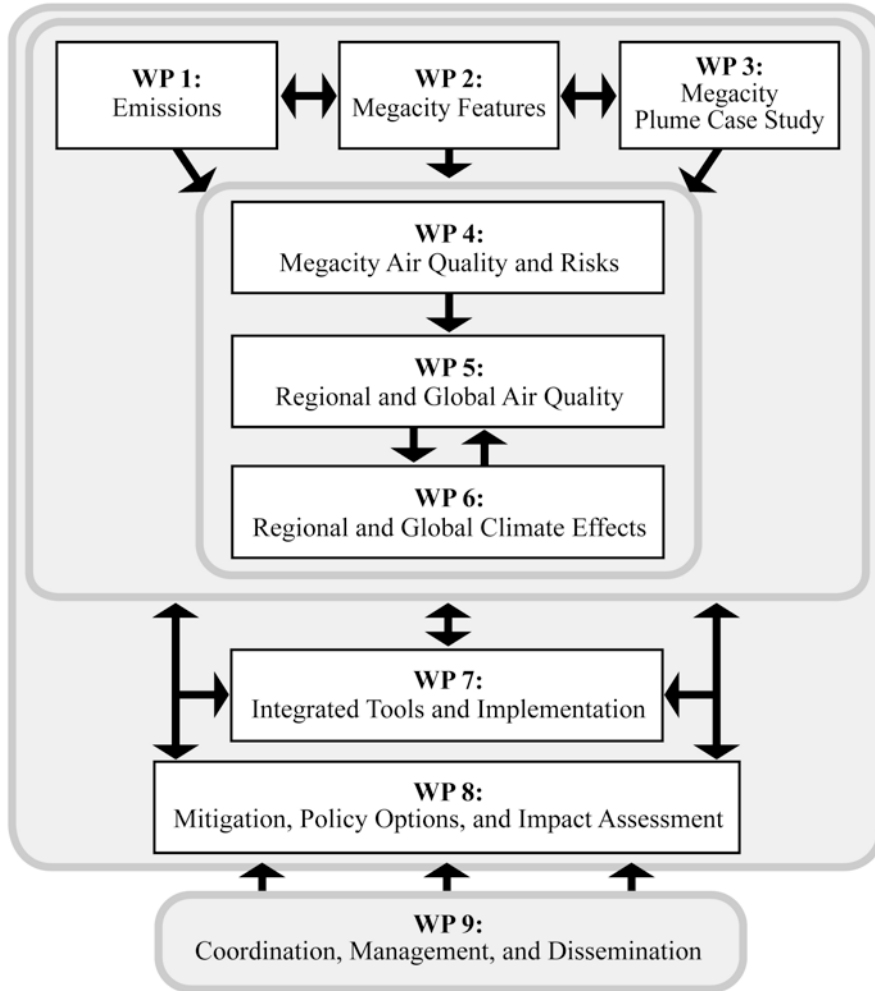 WP 1:
Emissions
WP 2:
Megacity Features
WP 3:
Megacity
Plume Case Study
WP 4:
Megacity Air Quality and Risks
WP 5:
Regional and Global Air Quality
WP 6:
Regional and Global Climate Effects
WP 7:
Integrated Tools and Implementation
WP 8:
Mitigation, Policy Options, and Impact Assessment
WP 9:
Coordination, Management, and Dissemination